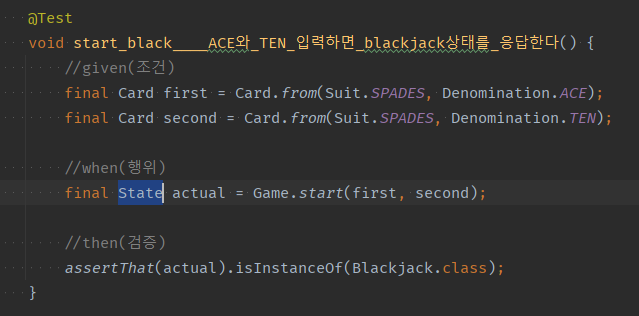 @Test
void start_black____ACE와_TEN_입력하면_blackjack상태를_응답한다() {
//given(조건)
final Card first = Card.from(Suit.SPADES, Denomination.ACE);
final Card second = Card.from(Suit.SPADES, Denomination.TEN);
//when(행위)
final State actual = Game.start(first, second);
//then(검증)
assertThat(actual).isInstanceOf(Blackjack.class);
}